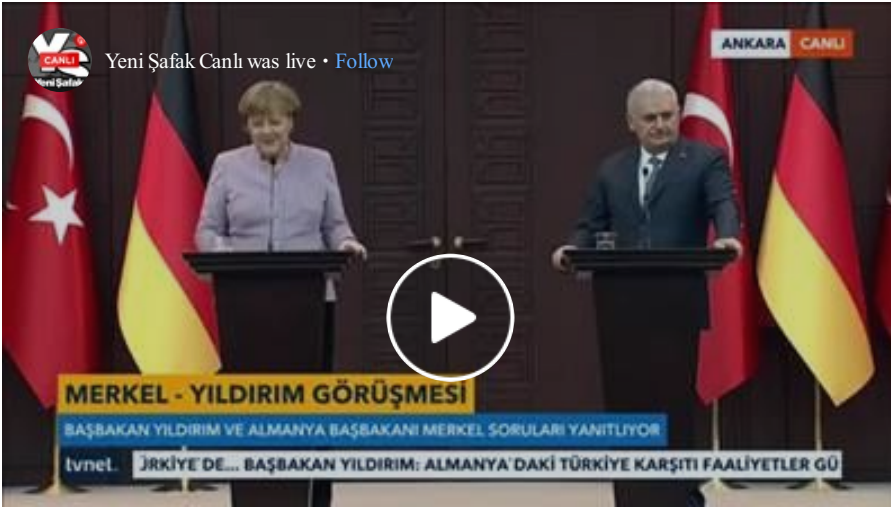 CANLI
Yeni Şafak
Yeni Şafak Canlı was live · Follow
ANKARA CANLI
MERKEL - YILDIRIM GÖRÜŞMESİ
BAŞBAKAN YILDIRIM VE ALMANYA BAŞBAKANI MERKEL SORULARI YANITLIYOR
tvnet. ÜRKİYE'DE... BAŞBAKAN YILDIRIM: ALMANYA'DAKİ TÜRKİYE KARŞITI FAALİYETLER GÜ